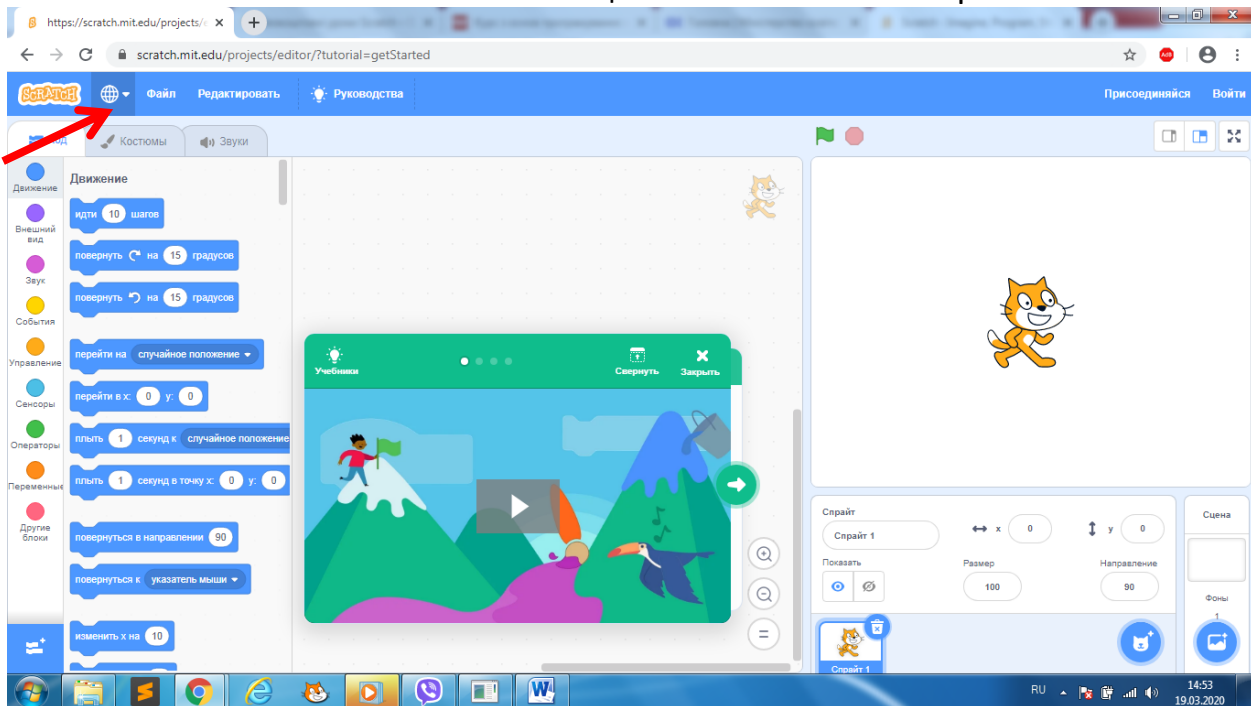 https://scratch.mit.edu/projects/
scratch.mit.edu/projects/editor/?tutorial=getStarted
SCRATCH Файл Редактировать Руководства Присоединяйся Войти
Костюмы Звуки
Движение
Внешний вид
Звук
События
Управление
Сенсоры
Операторы
Переменные
Другие блоки
Движение
идти 10 шагов
повернуть на 15 градусов
повернуть на 15 градусов
перейти на случайное положение
перейти в x: 0 y: 0
плыть 1 секунд к случайное положение
плыть 1 секунд в точку x: 0 y: 0
повернуться в направлении 90
повернуться к указатель мыши
изменить x на 10
Учебники Свернуть Закрыть
Спрайт
Спрайт 1 x 0 y 0
Показать Размер Направление
100 90
Спрайт 1
Сцена
Фоны
1
RU 14:53
19.03.2020